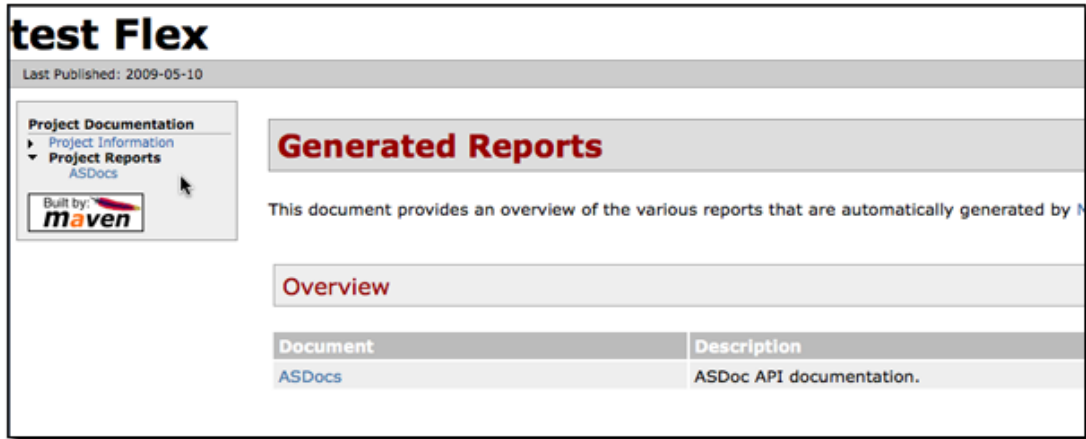 test Flex
Last Published: 2009-05-10
Project Documentation
Project Information
Project Reports
ASDocs
Built by:
maven
Generated Reports
This document provides an overview of the various reports that are automatically generated by
Overview
Document Description
ASDocs ASDoc API documentation.